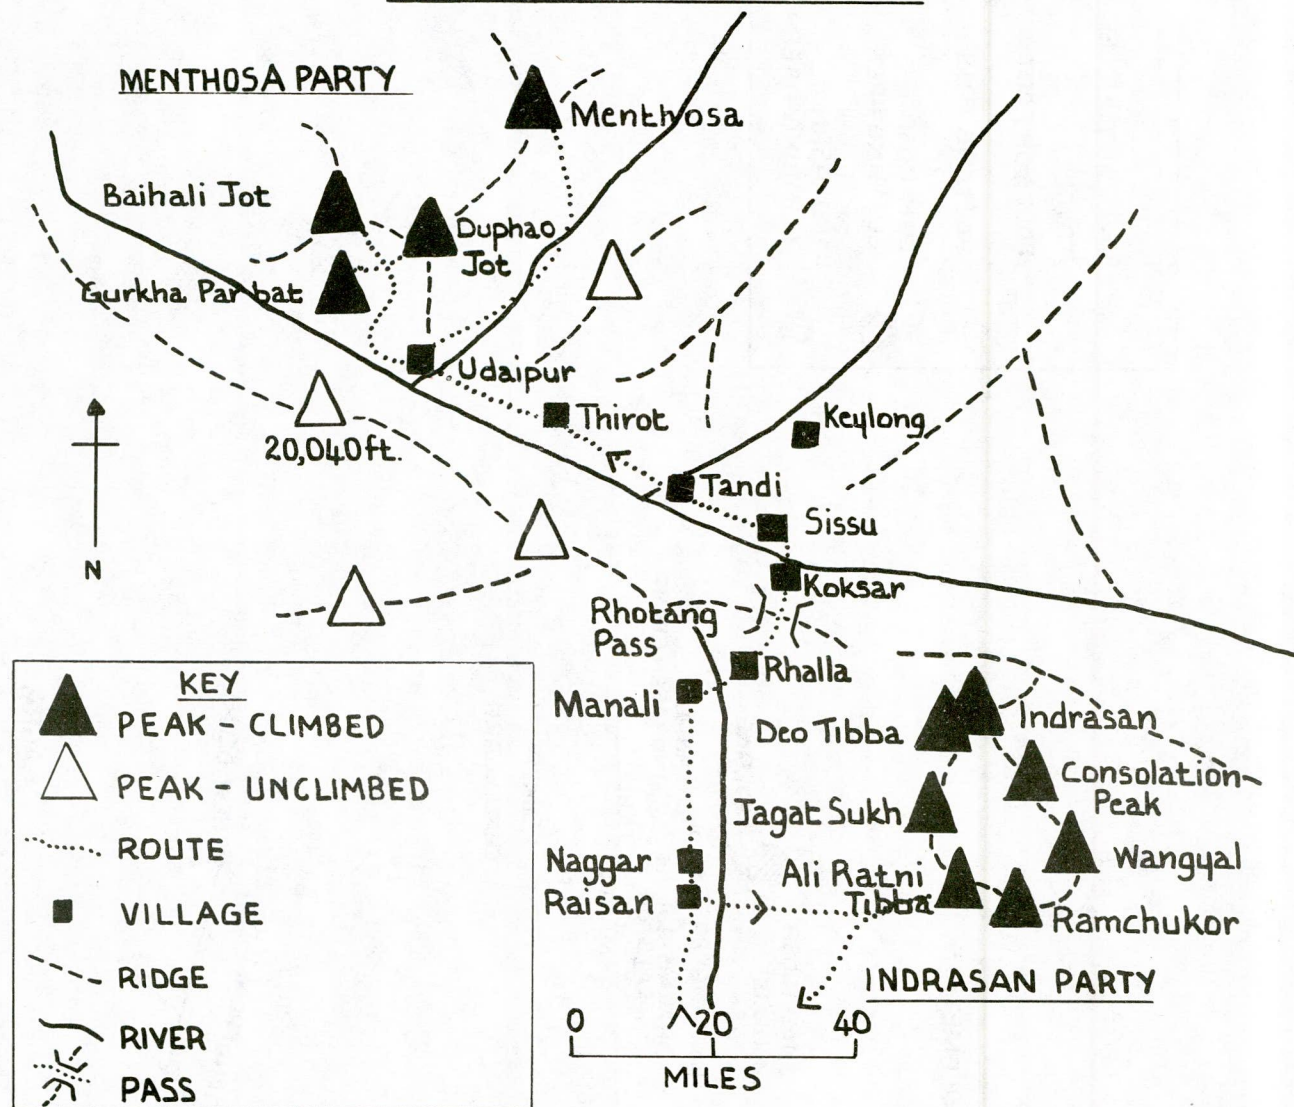 MENTHOSA PARTY
Menthosa
Baihali Jot
Duphao
Jot
Gurkha Parbat
Udaipur
20,040 ft.
Thirot
Keylong
Tandi
Sissu
Koksar
N
Rhotang
Pass
Rhalla
Manali
Deo Tibba
Indrasan
Consolation
Peak
Jagat Sukh
Wangyal
Naggar
Ali Ratni
Tibba
Raisan
Ramchukor
INDRASAN PARTY
KEY
PEAK - CLIMBED
PEAK - UNCLIMBED
ROUTE
VILLAGE
RIDGE
RIVER
PASS
0 20 40
MILES